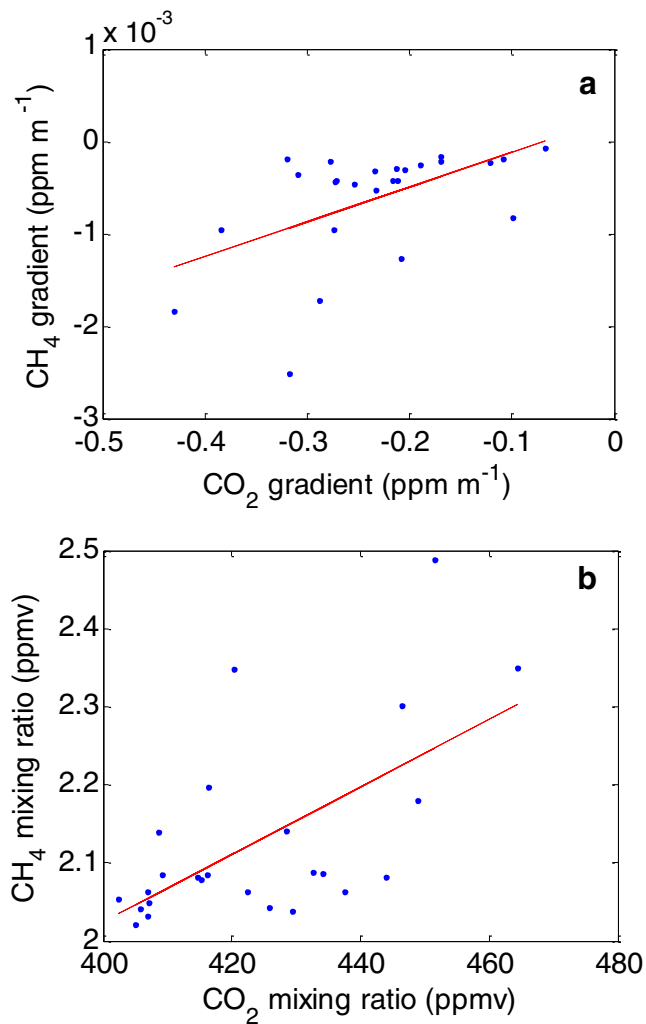 1 x 10⁻³
a
0
-1
-2
-3
CH₄ gradient (ppm m⁻¹)
-0.5 -0.4 -0.3 -0.2 -0.1 0
CO₂ gradient (ppm m⁻¹)
2.5
b
2.4
2.3
2.2
2.1
2
CH₄ mixing ratio (ppmv)
400 420 440 460 480
CO₂ mixing ratio (ppmv)